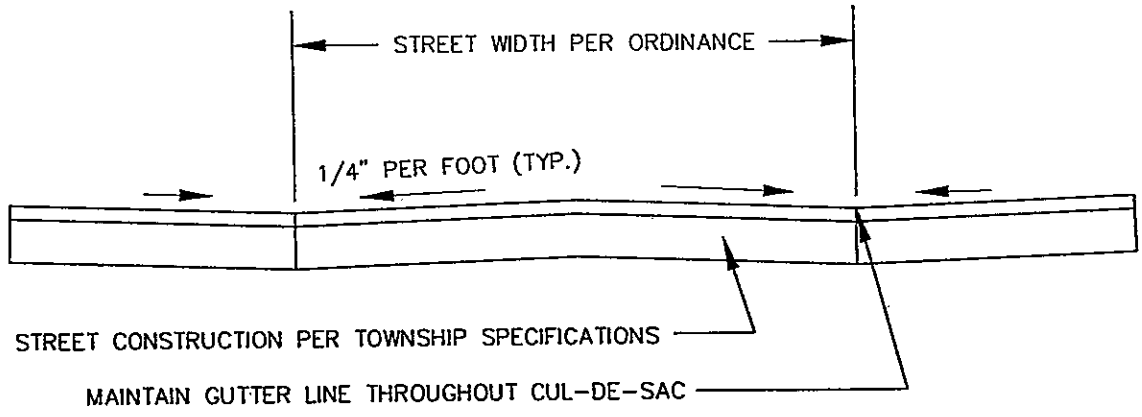 STREET WIDTH PER ORDINANCE
1/4" PER FOOT (TYP.)
STREET CONSTRUCTION PER TOWNSHIP SPECIFICATIONS
MAINTAIN GUTTER LINE THROUGHOUT CUL-DE-SAC